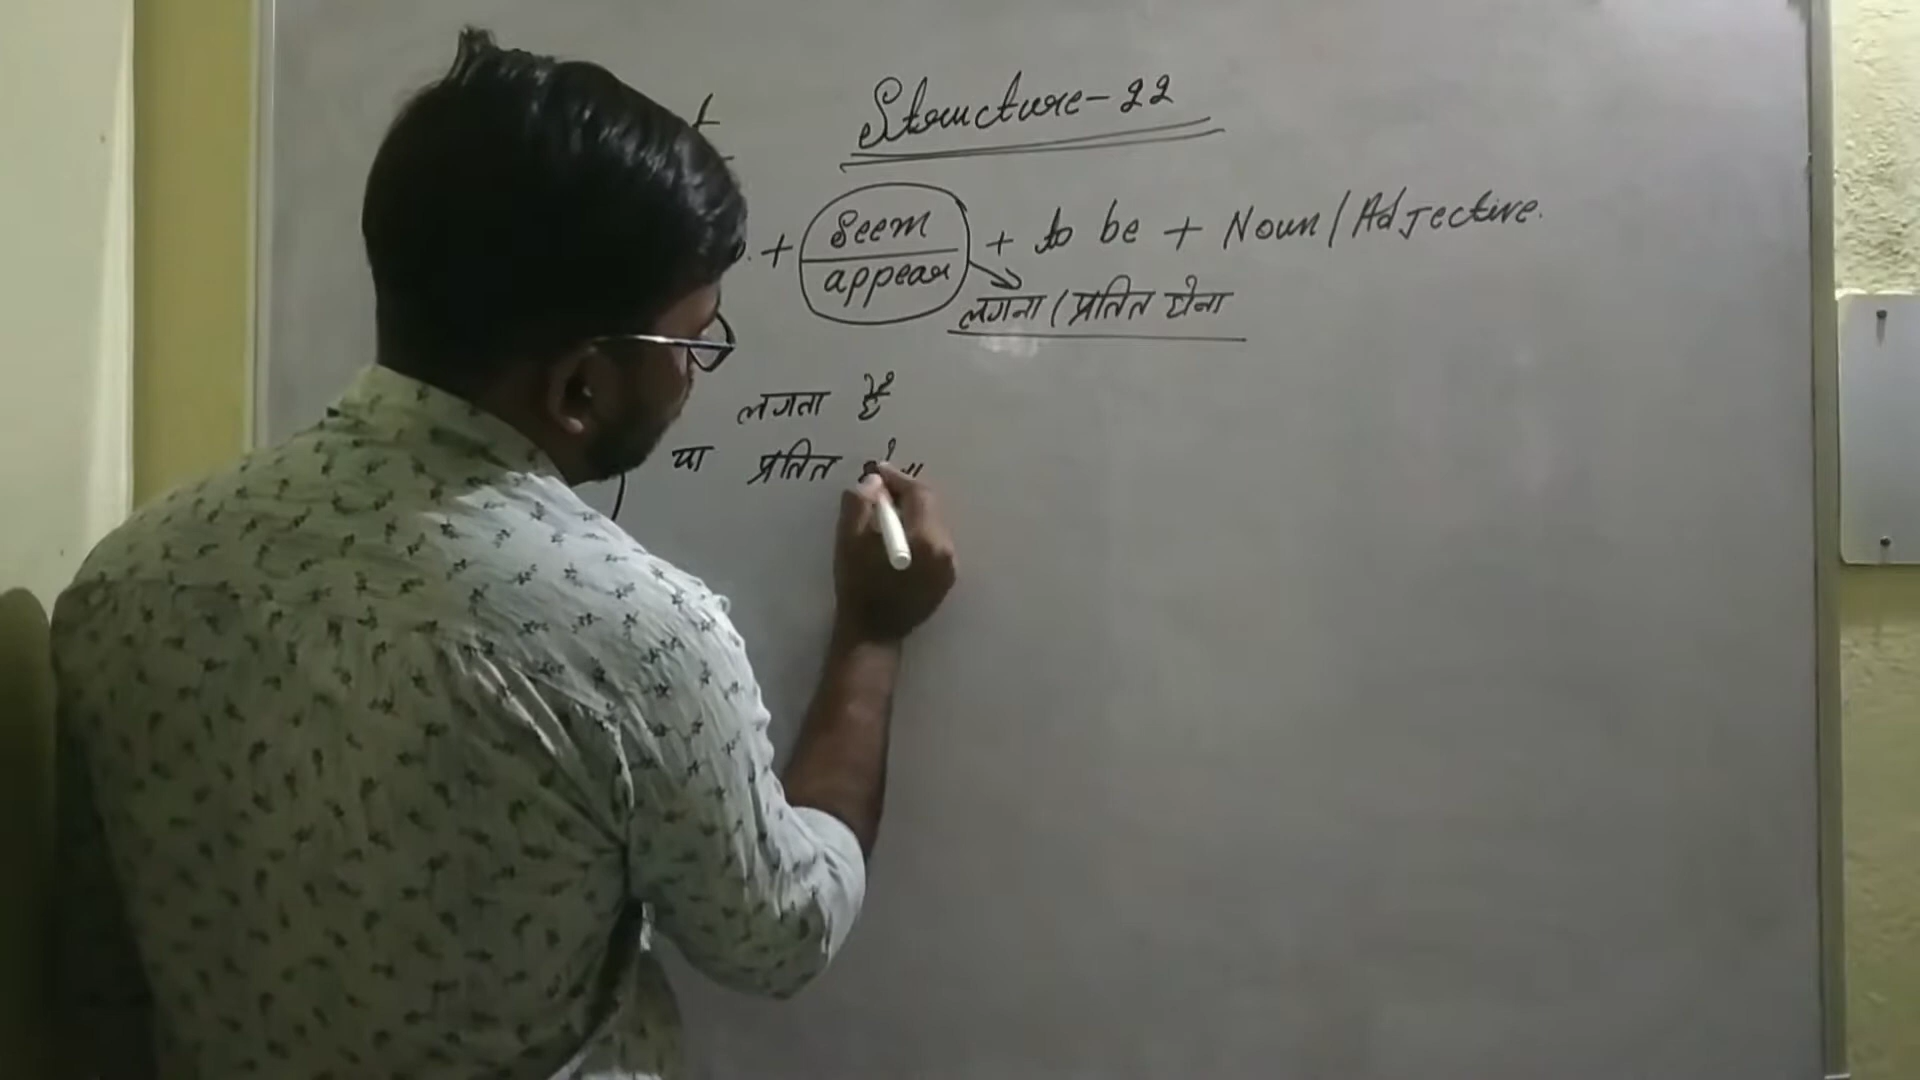 Structure-22
+ Seem / appear + to be + Noun / Adjective.
लगना / प्रतित होना
लगता है
या प्रतित